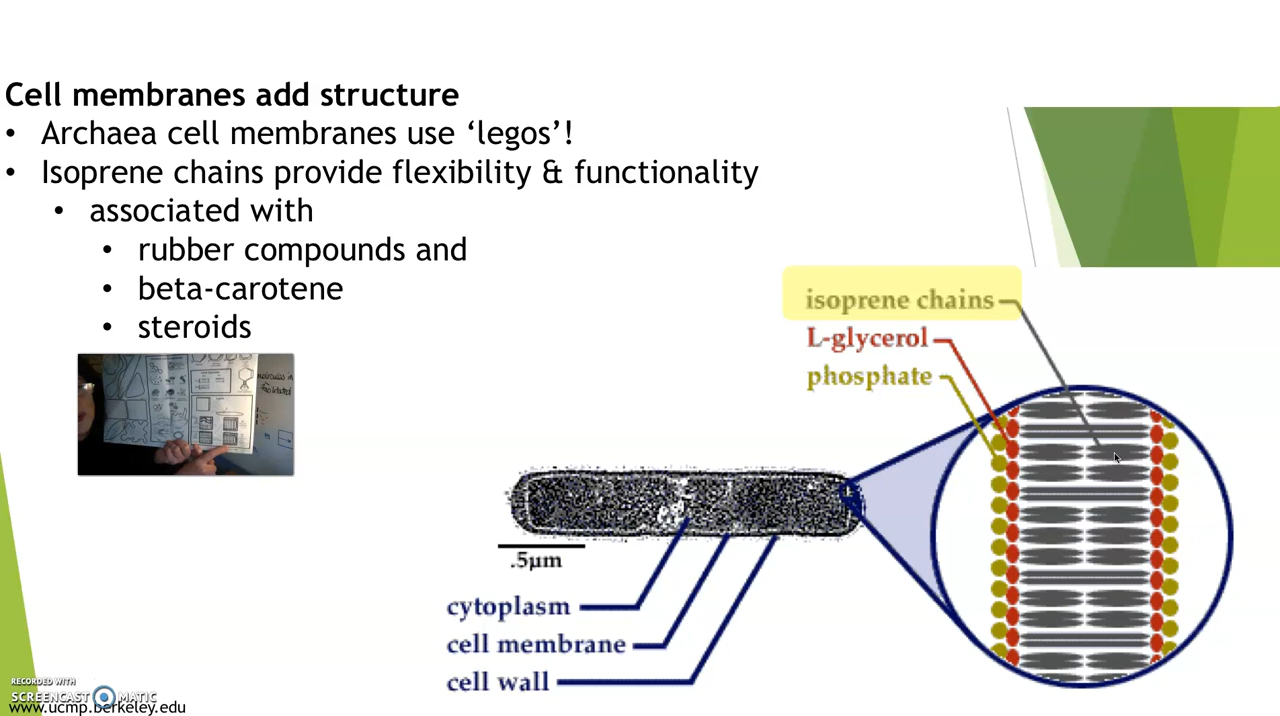 Cell membranes add structure
• Archaea cell membranes use ‘legos’!
• Isoprene chains provide flexibility & functionality
• associated with
• rubber compounds and
• beta-carotene
• steroids
isoprene chains
L-glycerol
phosphate
.5µm
cytoplasm
cell membrane
cell wall
RECORDED WITH
SCREENCAST MATIC
www.ucmp.berkeley.edu